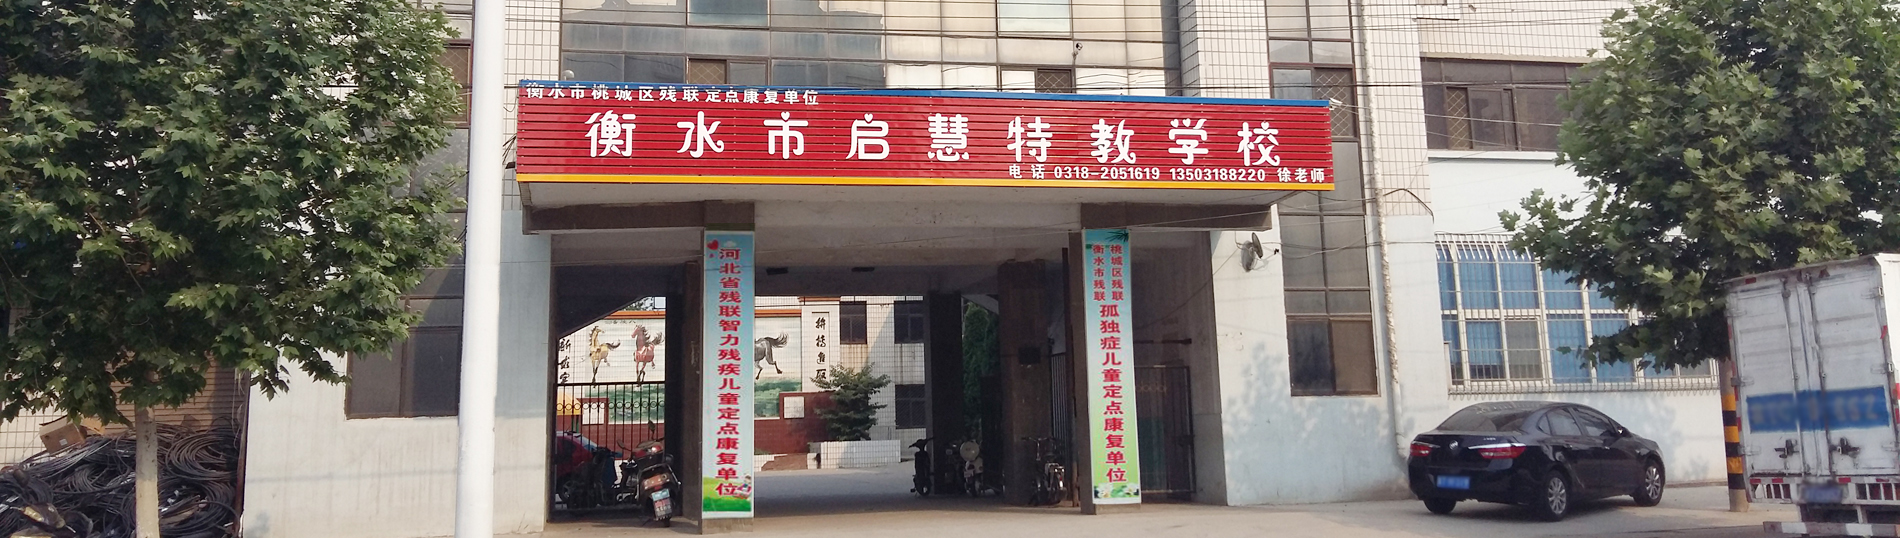 衡水市桃城区残联定点康复单位
衡水市启慧特教学校
电话 0318-2051619 13503188220 徐老师
河北省残联智力残疾儿童定点康复单位
桃城区残联
衡水市残联
孤独症儿童定点康复单位